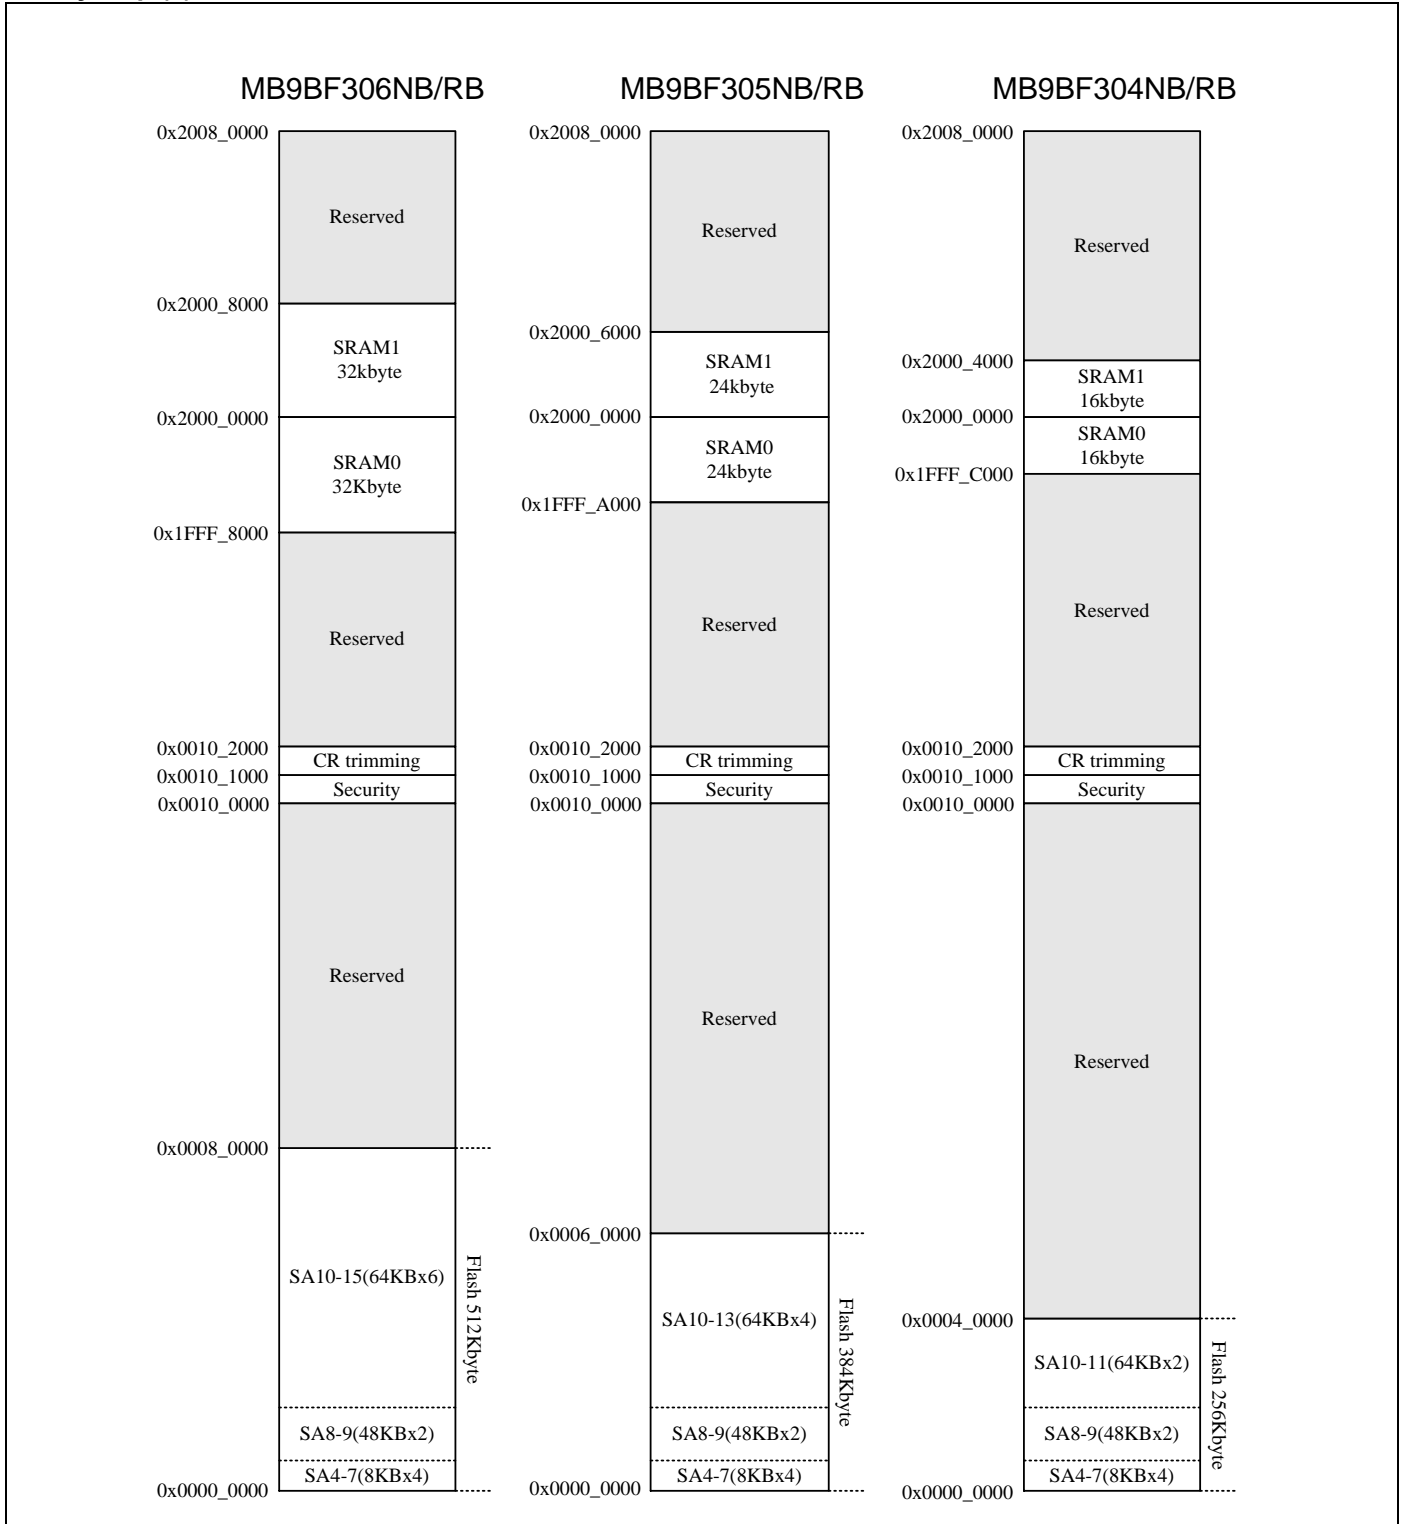 MB9BF306NB/RB
0x2008_0000
Reserved
0x2000_8000
SRAM1
32kbyte
0x2000_0000
SRAM0
32Kbyte
0x1FFF_8000
Reserved
0x0010_2000
CR trimming
0x0010_1000
Security
0x0010_0000
Reserved
0x0008_0000
SA10-15(64KBx6)
Flash 512Kbyte
SA8-9(48KBx2)
SA4-7(8KBx4)
0x0000_0000
MB9BF305NB/RB
0x2008_0000
Reserved
0x2000_6000
SRAM1
24kbyte
0x2000_0000
SRAM0
24kbyte
0x1FFF_A000
Reserved
0x0010_2000
CR trimming
0x0010_1000
Security
0x0010_0000
Reserved
0x0006_0000
SA10-13(64KBx4)
Flash 384Kbyte
SA8-9(48KBx2)
SA4-7(8KBx4)
0x0000_0000
MB9BF304NB/RB
0x2008_0000
Reserved
0x2000_4000
SRAM1
16kbyte
0x2000_0000
SRAM0
16kbyte
0x1FFF_C000
Reserved
0x0010_2000
CR trimming
0x0010_1000
Security
0x0010_0000
Reserved
0x0004_0000
SA10-11(64KBx2)
Flash 256Kbyte
SA8-9(48KBx2)
SA4-7(8KBx4)
0x0000_0000